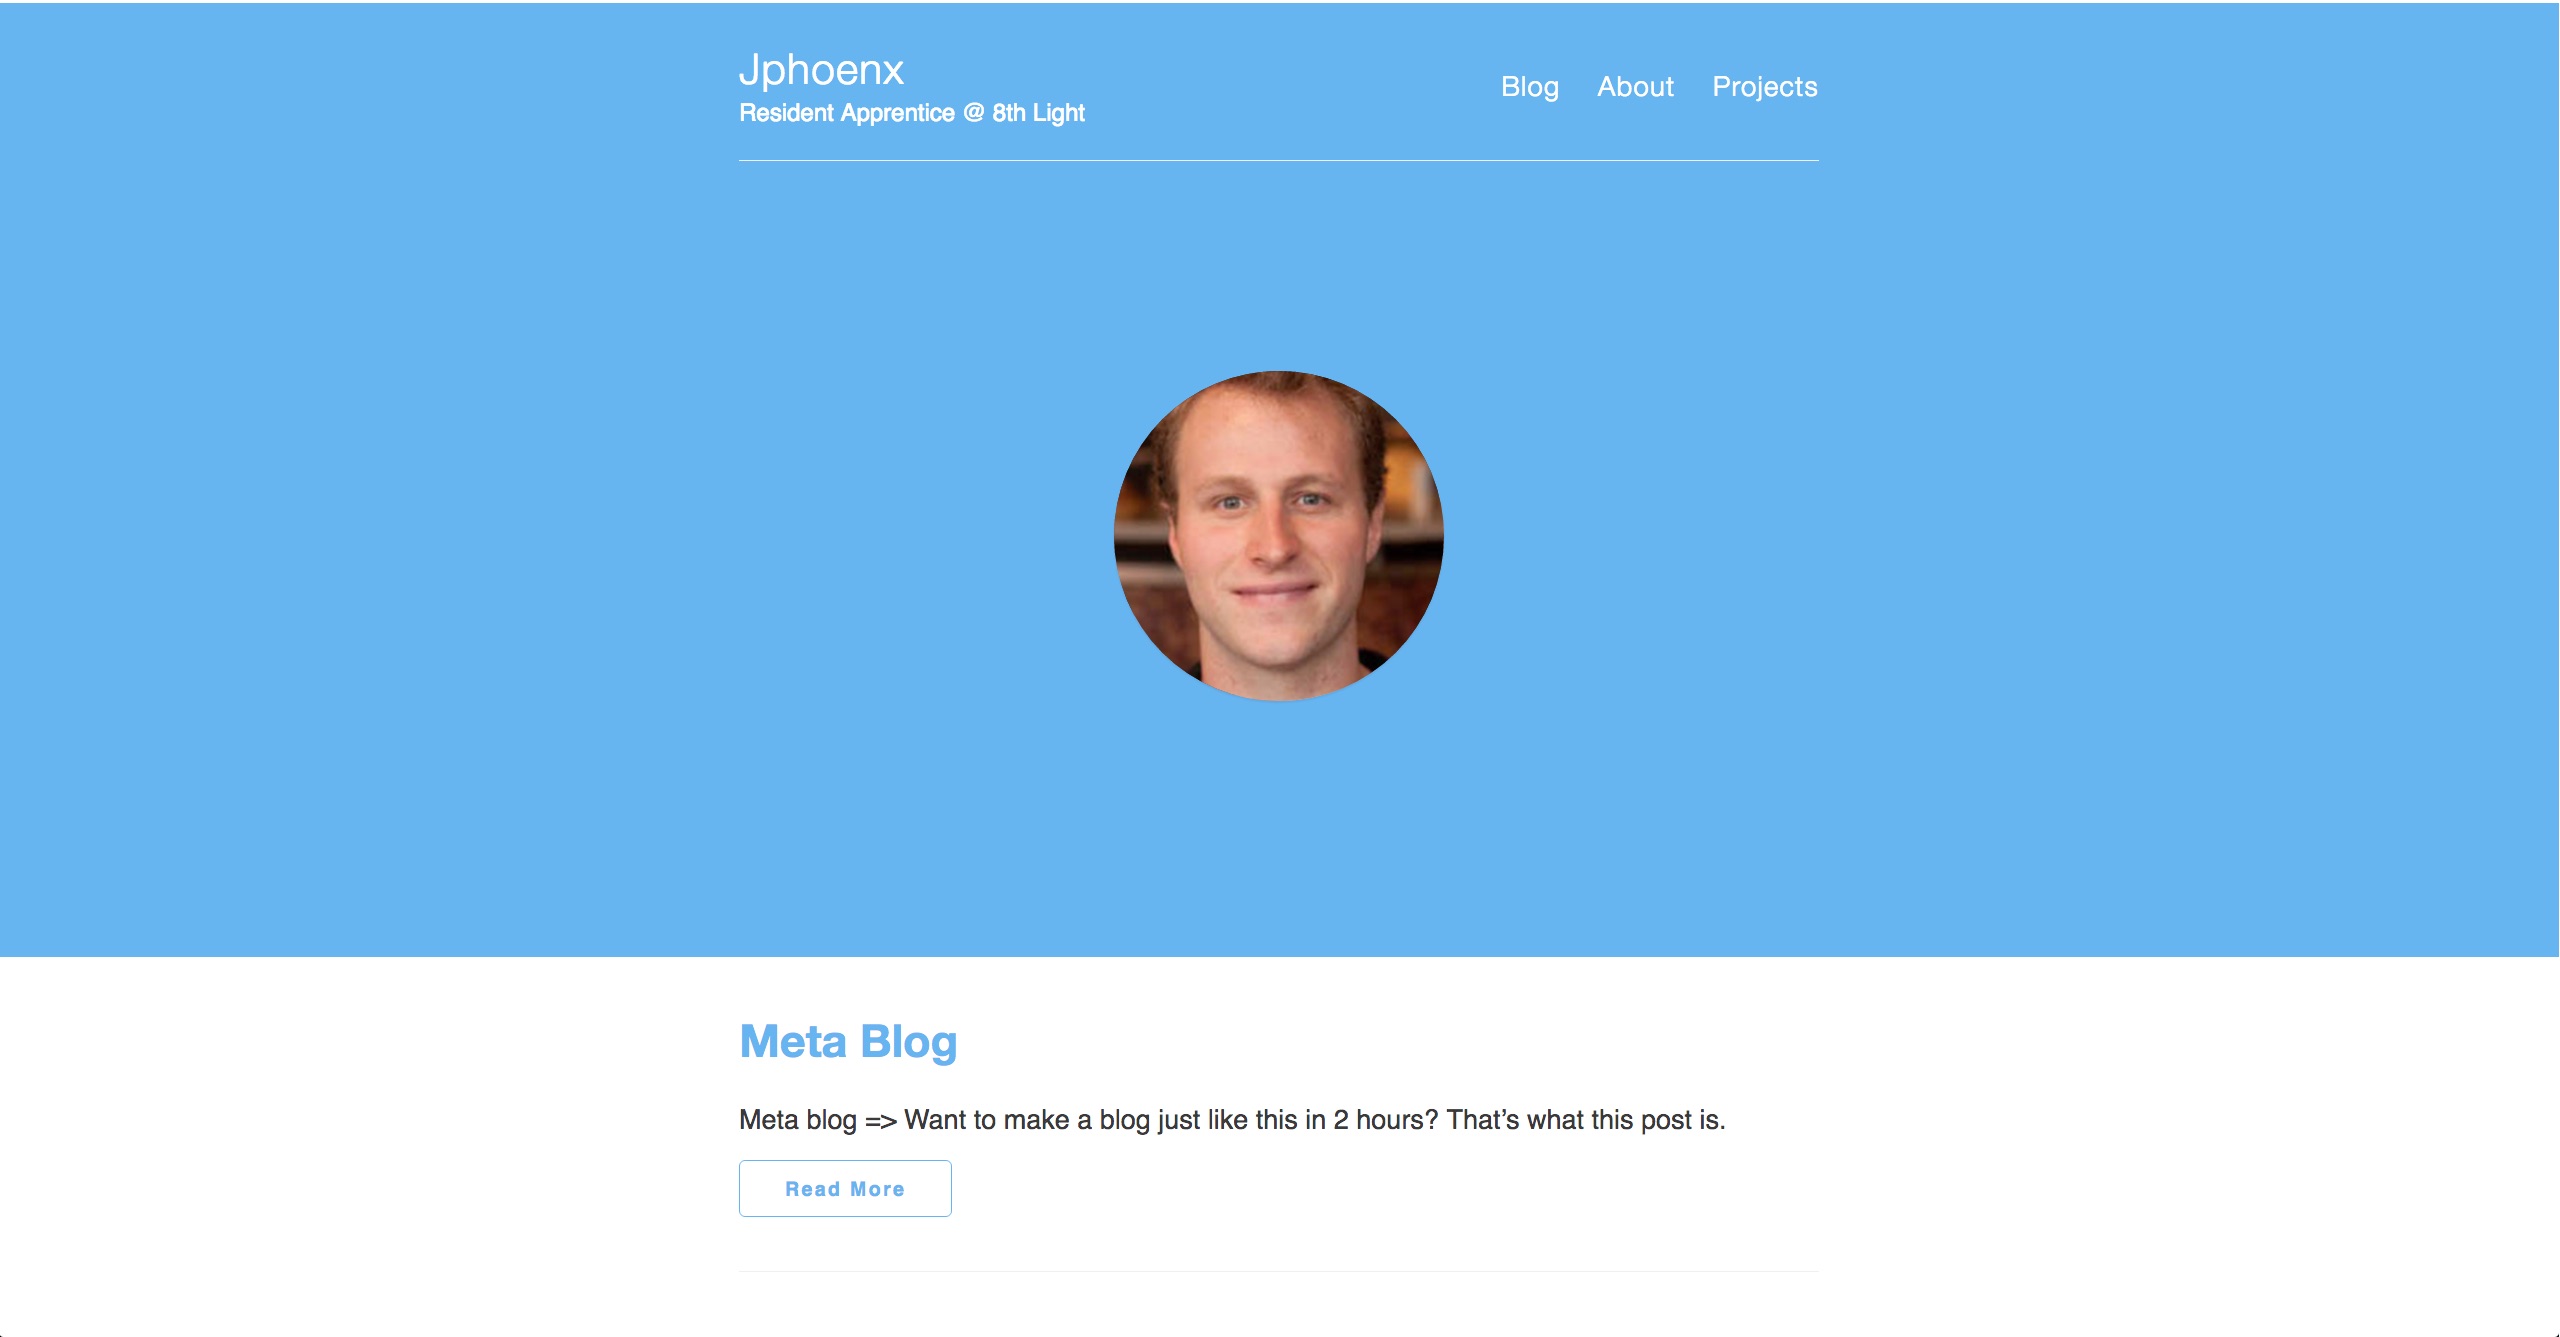 Jphoenx
Resident Apprentice @ 8th Light
Blog About Projects
Meta Blog
Meta blog => Want to make a blog just like this in 2 hours? That’s what this post is.
Read More